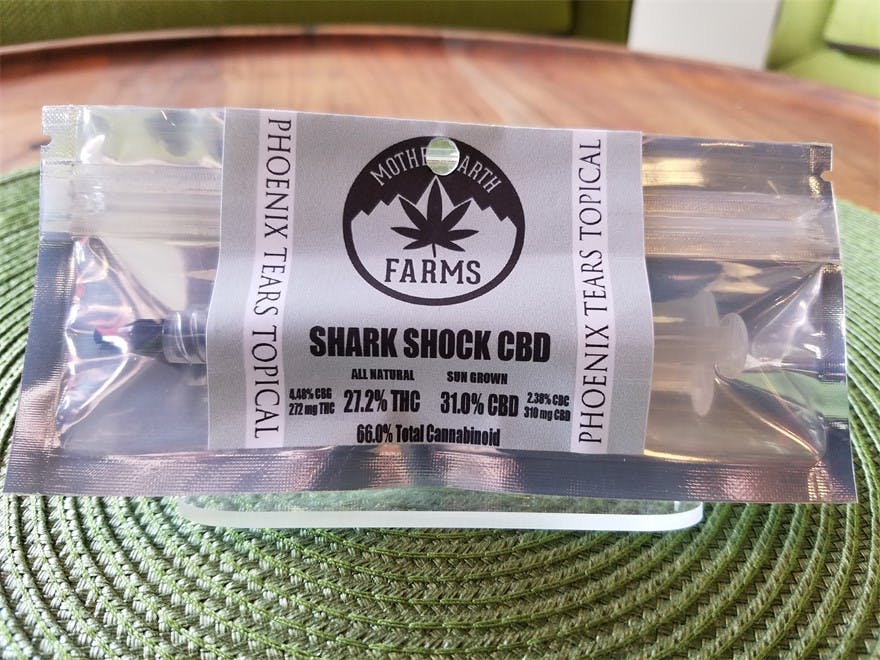 PHOENIX TEARS TOPICAL
MOTHE EARTH
FARMS
SHARK SHOCK CBD
ALL NATURAL SUN GROWN
4.48% CBG 27.2% THC 31.0% CBD 2.38% CBC
272 mg THC 310 mg CBD
66.0% Total Cannabinoid
PHOENIX TEARS TOPICAL